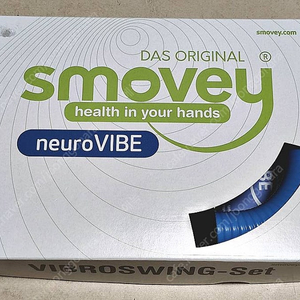 smovey.com
DAS ORIGINAL
smovey®
health in your hands
neuroVIBE
VIBROSWING-Set